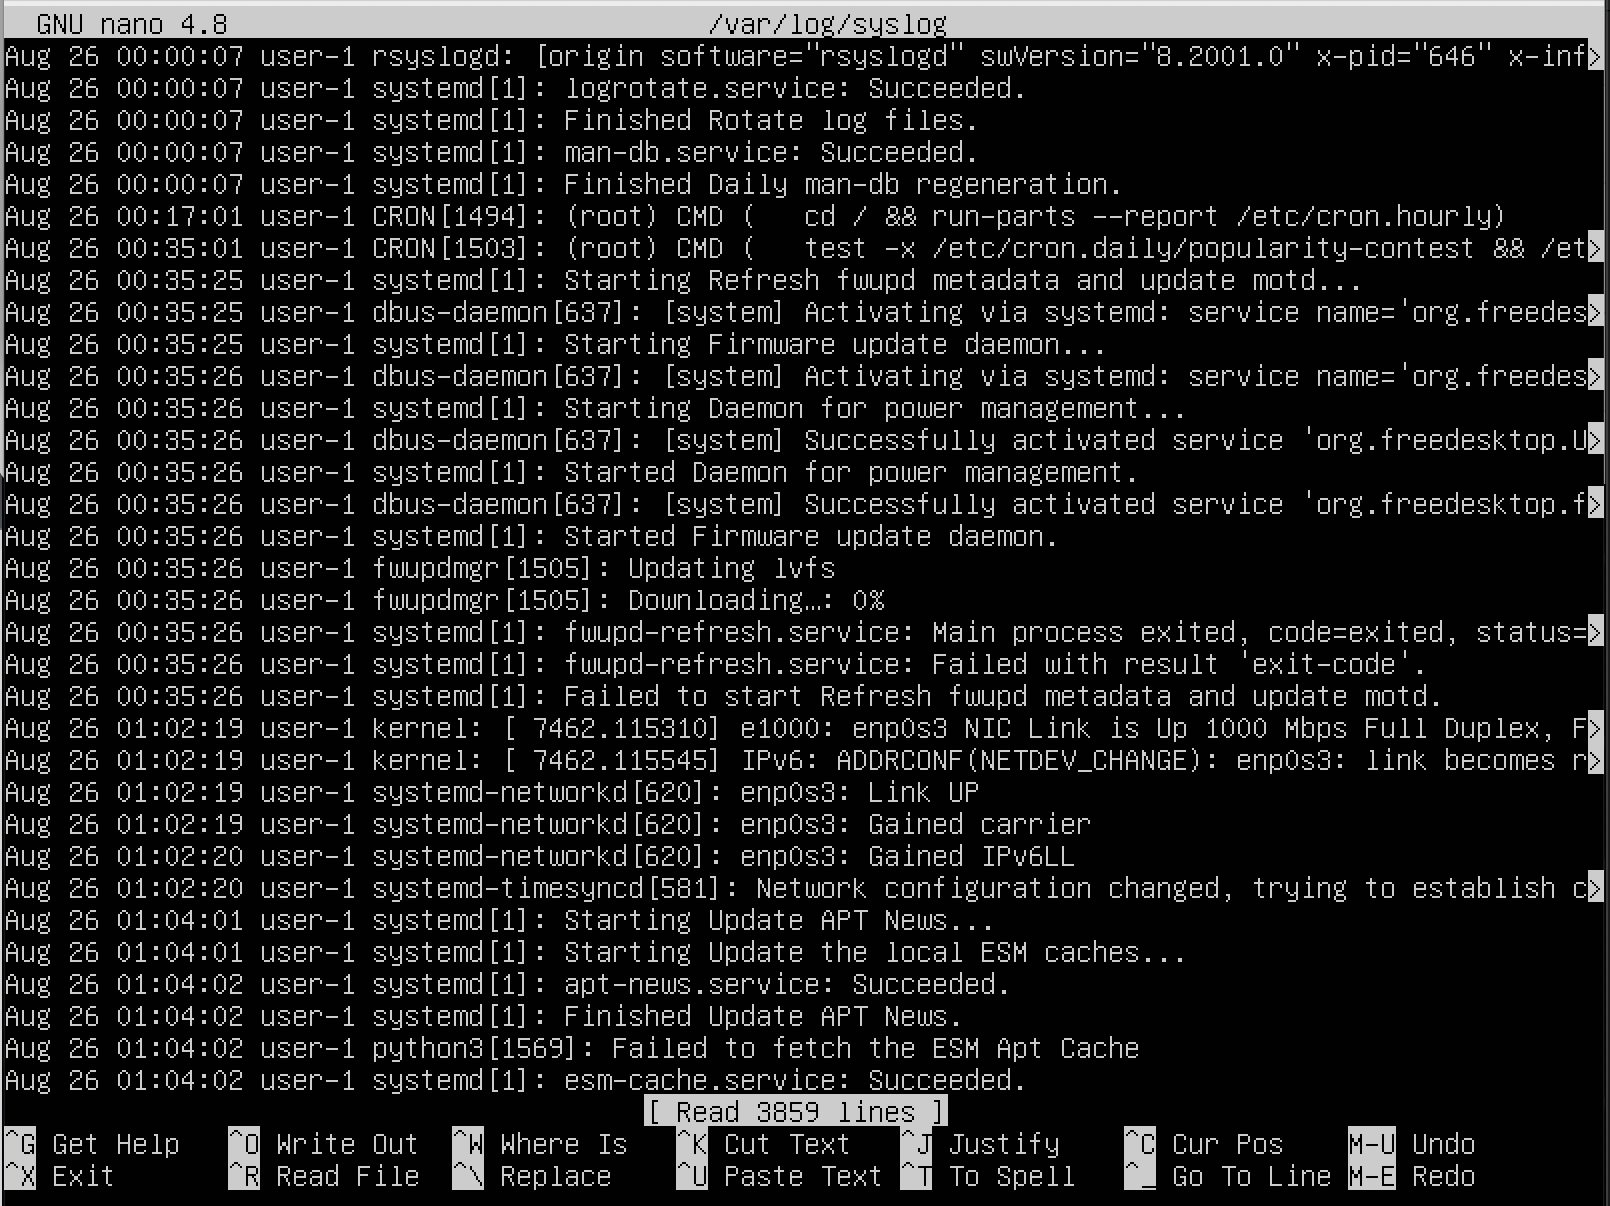 GNU nano 4.8 /var/log/syslog
Aug 26 00:00:07 user-1 rsyslogd: [origin software="rsyslogd" swVersion="8.2001.0" x-pid="646" x-inf>
Aug 26 00:00:07 user-1 systemd[1]: logrotate.service: Succeeded.
Aug 26 00:00:07 user-1 systemd[1]: Finished Rotate log files.
Aug 26 00:00:07 user-1 systemd[1]: man-db.service: Succeeded.
Aug 26 00:00:07 user-1 systemd[1]: Finished Daily man-db regeneration.
Aug 26 00:17:01 user-1 CRON[1494]: (root) CMD (   cd / && run-parts --report /etc/cron.hourly)
Aug 26 00:35:01 user-1 CRON[1503]: (root) CMD (   test -x /etc/cron.daily/popularity-contest && /et>
Aug 26 00:35:25 user-1 systemd[1]: Starting Refresh fwupd metadata and update motd...
Aug 26 00:35:25 user-1 dbus-daemon[637]: [system] Activating via systemd: service name='org.freedes>
Aug 26 00:35:25 user-1 systemd[1]: Starting Firmware update daemon...
Aug 26 00:35:26 user-1 dbus-daemon[637]: [system] Activating via systemd: service name='org.freedes>
Aug 26 00:35:26 user-1 systemd[1]: Starting Daemon for power management...
Aug 26 00:35:26 user-1 dbus-daemon[637]: [system] Successfully activated service 'org.freedesktop.U>
Aug 26 00:35:26 user-1 systemd[1]: Started Daemon for power management.
Aug 26 00:35:26 user-1 dbus-daemon[637]: [system] Successfully activated service 'org.freedesktop.f>
Aug 26 00:35:26 user-1 systemd[1]: Started Firmware update daemon.
Aug 26 00:35:26 user-1 fwupdmgr[1505]: Updating lvfs
Aug 26 00:35:26 user-1 fwupdmgr[1505]: Downloading…: 0%
Aug 26 00:35:26 user-1 systemd[1]: fwupd-refresh.service: Main process exited, code=exited, status=>
Aug 26 00:35:26 user-1 systemd[1]: fwupd-refresh.service: Failed with result 'exit-code'.
Aug 26 00:35:26 user-1 systemd[1]: Failed to start Refresh fwupd metadata and update motd.
Aug 26 01:02:19 user-1 kernel: [ 7462.115310] e1000: enp0s3 NIC Link is Up 1000 Mbps Full Duplex, F>
Aug 26 01:02:19 user-1 kernel: [ 7462.115545] IPv6: ADDRCONF(NETDEV_CHANGE): enp0s3: link becomes r>
Aug 26 01:02:19 user-1 systemd-networkd[620]: enp0s3: Link UP
Aug 26 01:02:19 user-1 systemd-networkd[620]: enp0s3: Gained carrier
Aug 26 01:02:20 user-1 systemd-networkd[620]: enp0s3: Gained IPv6LL
Aug 26 01:02:20 user-1 systemd-timesyncd[581]: Network configuration changed, trying to establish c>
Aug 26 01:04:01 user-1 systemd[1]: Starting Update APT News...
Aug 26 01:04:01 user-1 systemd[1]: Starting Update the local ESM caches...
Aug 26 01:04:02 user-1 systemd[1]: apt-news.service: Succeeded.
Aug 26 01:04:02 user-1 systemd[1]: Finished Update APT News.
Aug 26 01:04:02 user-1 python3[1569]: Failed to fetch the ESM Apt Cache
Aug 26 01:04:02 user-1 systemd[1]: esm-cache.service: Succeeded.
[ Read 3859 lines ]
^G Get Help ^O Write Out ^W Where Is ^K Cut Text ^J Justify ^C Cur Pos M-U Undo
^X Exit ^R Read File ^\ Replace ^U Paste Text ^T To Spell ^_ Go To Line M-E Redo